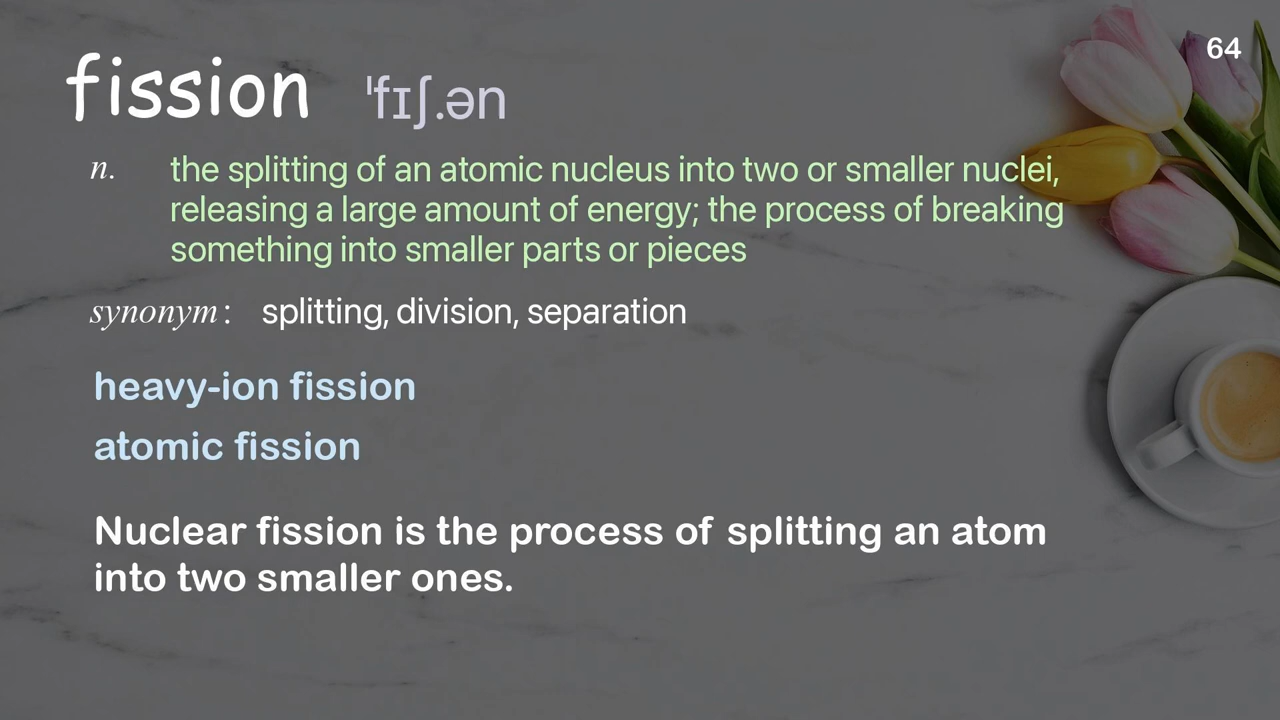 64
fission ˈfɪʃ.ən
n. the splitting of an atomic nucleus into two or smaller nuclei,
releasing a large amount of energy; the process of breaking
something into smaller parts or pieces
synonym: splitting, division, separation
heavy-ion fission
atomic fission
Nuclear fission is the process of splitting an atom
into two smaller ones.